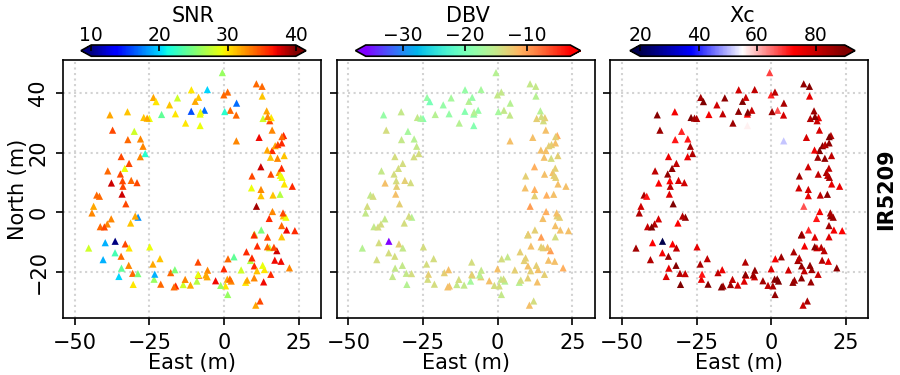 SNR DBV Xc
10 20 30 40 −30 −20 −10 20 40 60 80
North (m)
40
20
0
−20
IR5209
−50 −25 0 25 −50 −25 0 25 −50 −25 0 25
East (m) East (m) East (m)